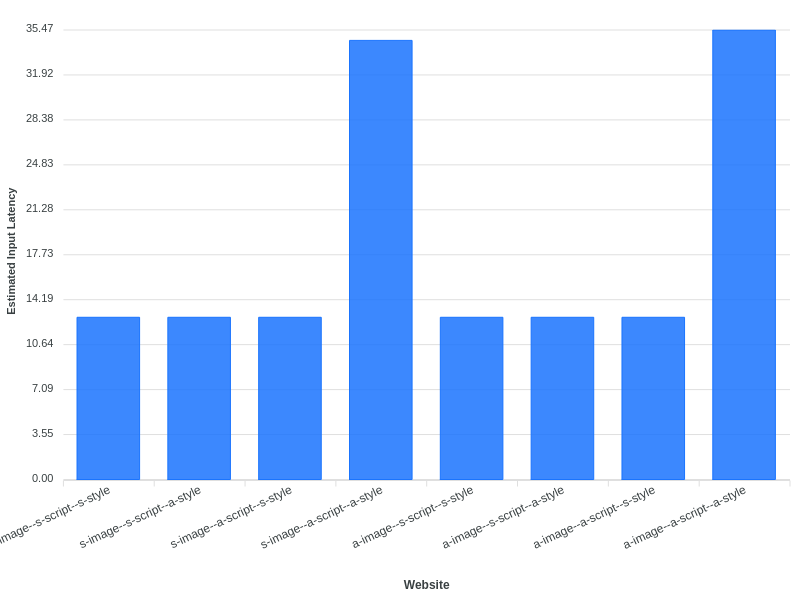 35.47
31.92
28.38
24.83
21.28
17.73
14.19
10.64
7.09
3.55
0.00
Estimated Input Latency
image--s-script--s-style
s-image--s-script--a-style
s-image--a-script--s-style
s-image--a-script--a-style
a-image--s-script--s-style
a-image--s-script--a-style
a-image--a-script--s-style
a-image--a-script--a-style
Website